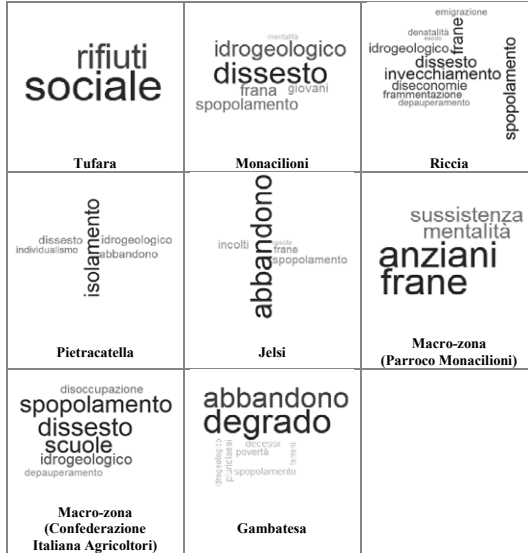 rifiuti
sociale
Tufara
mentalità
idrogeologico
dissesto
frana giovani
spopolamento
Monacilioni
emigrazione
denatalità
esodo
idrogeologico
frane
dissesto
invecchiamento
diseconomie
frammentazione
depauperamento
spopolamento
Riccia
dissesto idrogeologico
individualismo abbandono
isolamento
Pietracatella
abbandono
incolti
frane
spopolamento
Jelsi
sussistenza
mentalità
anziani
frane
Macro-zona
(Parroco Monacilioni)
disoccupazione
spopolamento
dissesto
scuole
idrogeologico
depauperamento
Macro-zona
(Confederazione
Italiana Agricoltori)
abbandono
degrado
idrogeologico
pluriclassi
decessi
povertà
spopolamento
Gambatesa